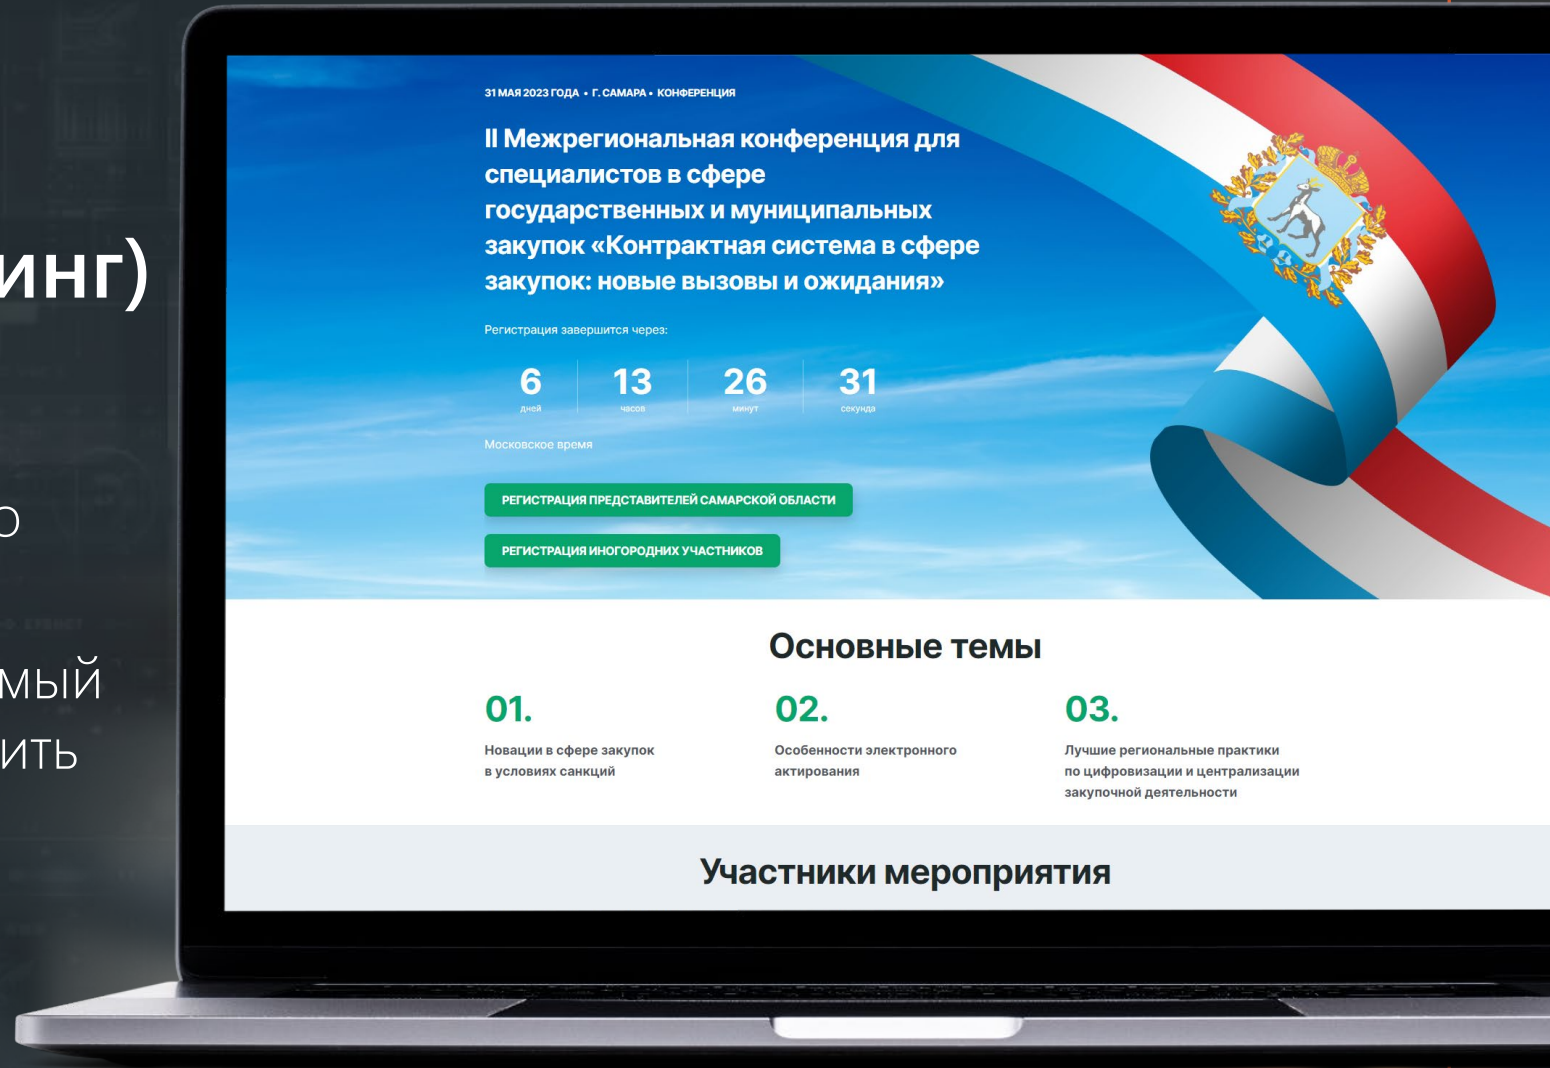 инг)
о
мый
ить
31 МАЯ 2023 ГОДА • Г. САМАРА • КОНФЕРЕНЦИЯ
II Межрегиональная конференция для
специалистов в сфере
государственных и муниципальных
закупок «Контрактная система в сфере
закупок: новые вызовы и ожидания»
Регистрация завершится через:
6 13 26 31
дней часов минут секунда
Московское время
РЕГИСТРАЦИЯ ПРЕДСТАВИТЕЛЕЙ САМАРСКОЙ ОБЛАСТИ
РЕГИСТРАЦИЯ ИНОГОРОДНИХ УЧАСТНИКОВ
Основные темы
01.
Новации в сфере закупок
в условиях санкций
02.
Особенности электронного
актирования
03.
Лучшие региональные практики
по цифровизации и централизации
закупочной деятельности
Участники мероприятия